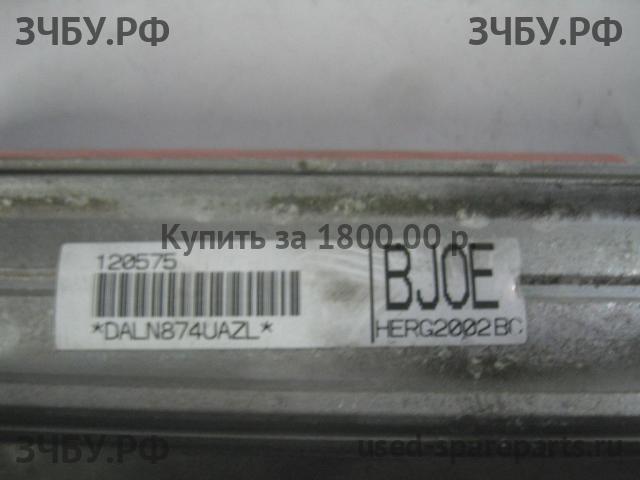 ЗЧБУ.РФ ЗЧБУ.РФ
Купить за 1800.00 р
120575
*DALN874UAZL*
BJOE
HERG2002BC
ЗЧБУ.РФ used-spareparts.ru